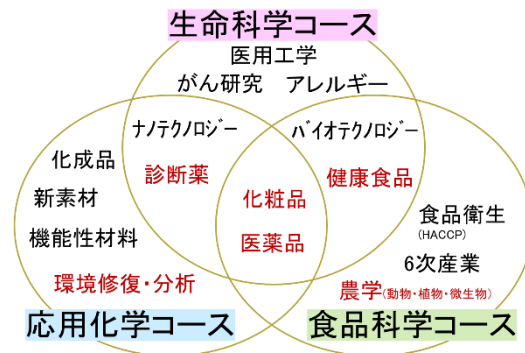 生命科学コース
医用工学
がん研究 アレルギー
ナノテクノロジー バイオテクノロジー
化成品
診断薬
健康食品
新素材
化粧品
食品衛生
(HACCP)
機能性材料
医薬品
6次産業
環境修復・分析
農学(動物・植物・微生物)
応用化学コース
食品科学コース